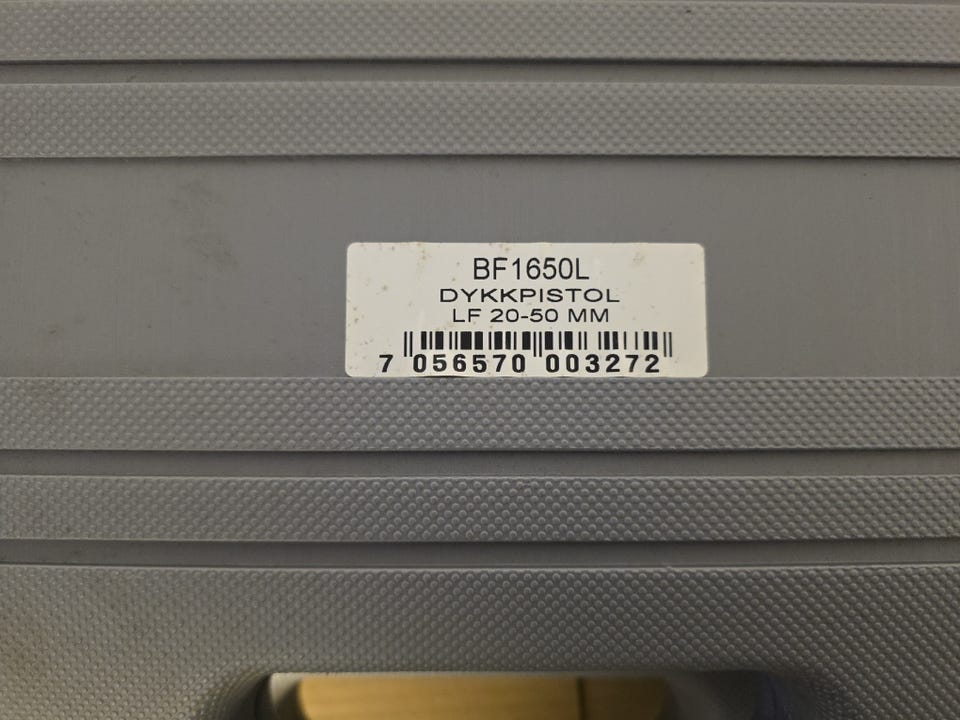 BF1650L
DYKKPISTOL
LF 20-50 MM
7 056570 003272